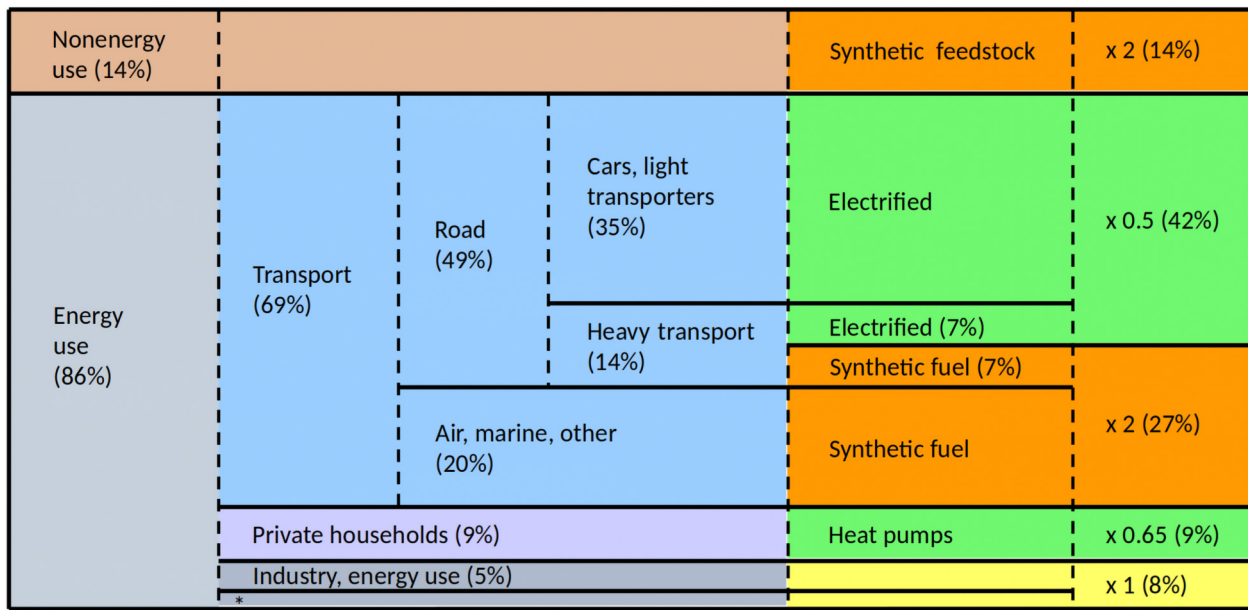 Nonenergy
use (14%)
Synthetic feedstock
x 2 (14%)
Energy
use
(86%)
Transport
(69%)
Road
(49%)
Cars, light
transporters
(35%)
Electrified
x 0.5 (42%)
Heavy transport
(14%)
Electrified (7%)
Synthetic fuel (7%)
Air, marine, other
(20%)
Synthetic fuel
x 2 (27%)
Private households (9%)
Heat pumps
x 0.65 (9%)
Industry, energy use (5%)
x 1 (8%)
*